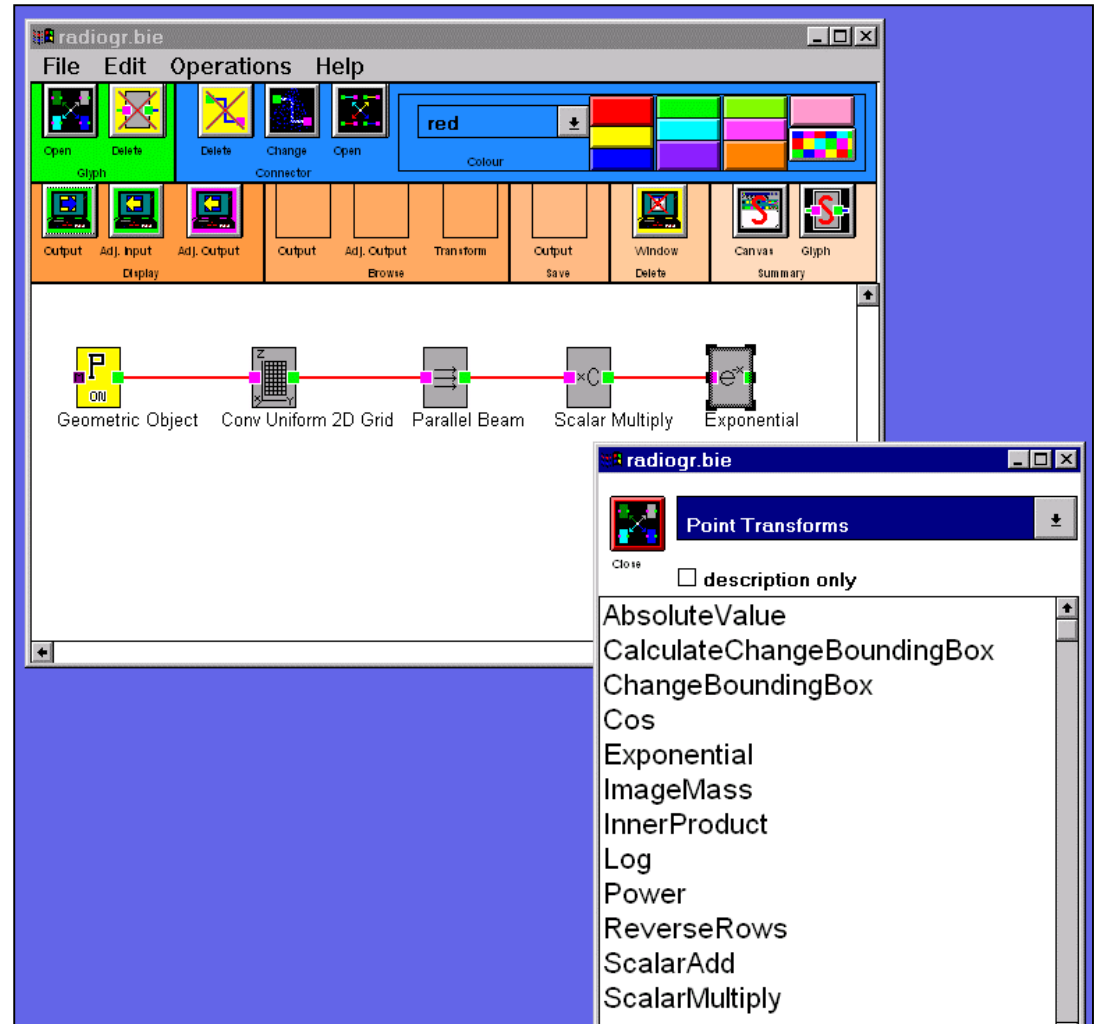 radiogr.bie
File Edit Operations Help
red
Open Delete Delete Change Open Colour
Glyph Connector
Output Adj. Input Adj. Output Output Adj. Output Transform Output Window Canvas Glyph
Display Browse Save Delete Summary
Z
P
ON
X Y
×C
eˣ
Geometric Object Conv Uniform 2D Grid Parallel Beam Scalar Multiply Exponential
radiogr.bie
Point Transforms
Close
description only
AbsoluteValue
CalculateChangeBoundingBox
ChangeBoundingBox
Cos
Exponential
ImageMass
InnerProduct
Log
Power
ReverseRows
ScalarAdd
ScalarMultiply